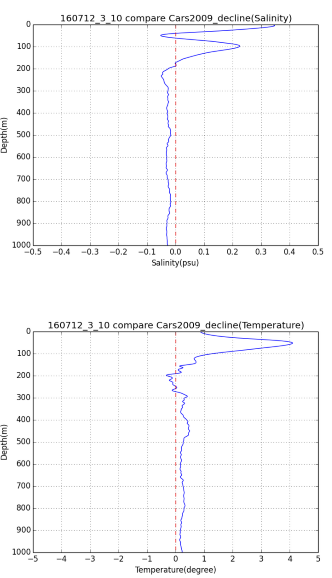 160712_3_10 compare Cars2009_decline(Salinity)
0
100
200
300
400
500
600
700
800
900
1000
Depth(m)
−0.5 −0.4 −0.3 −0.2 −0.1 0.0 0.1 0.2 0.3 0.4 0.5
Salinity(psu)
160712_3_10 compare Cars2009_decline(Temperature)
0
100
200
300
400
500
600
700
800
900
1000
Depth(m)
−5 −4 −3 −2 −1 0 1 2 3 4 5
Temperature(degree)